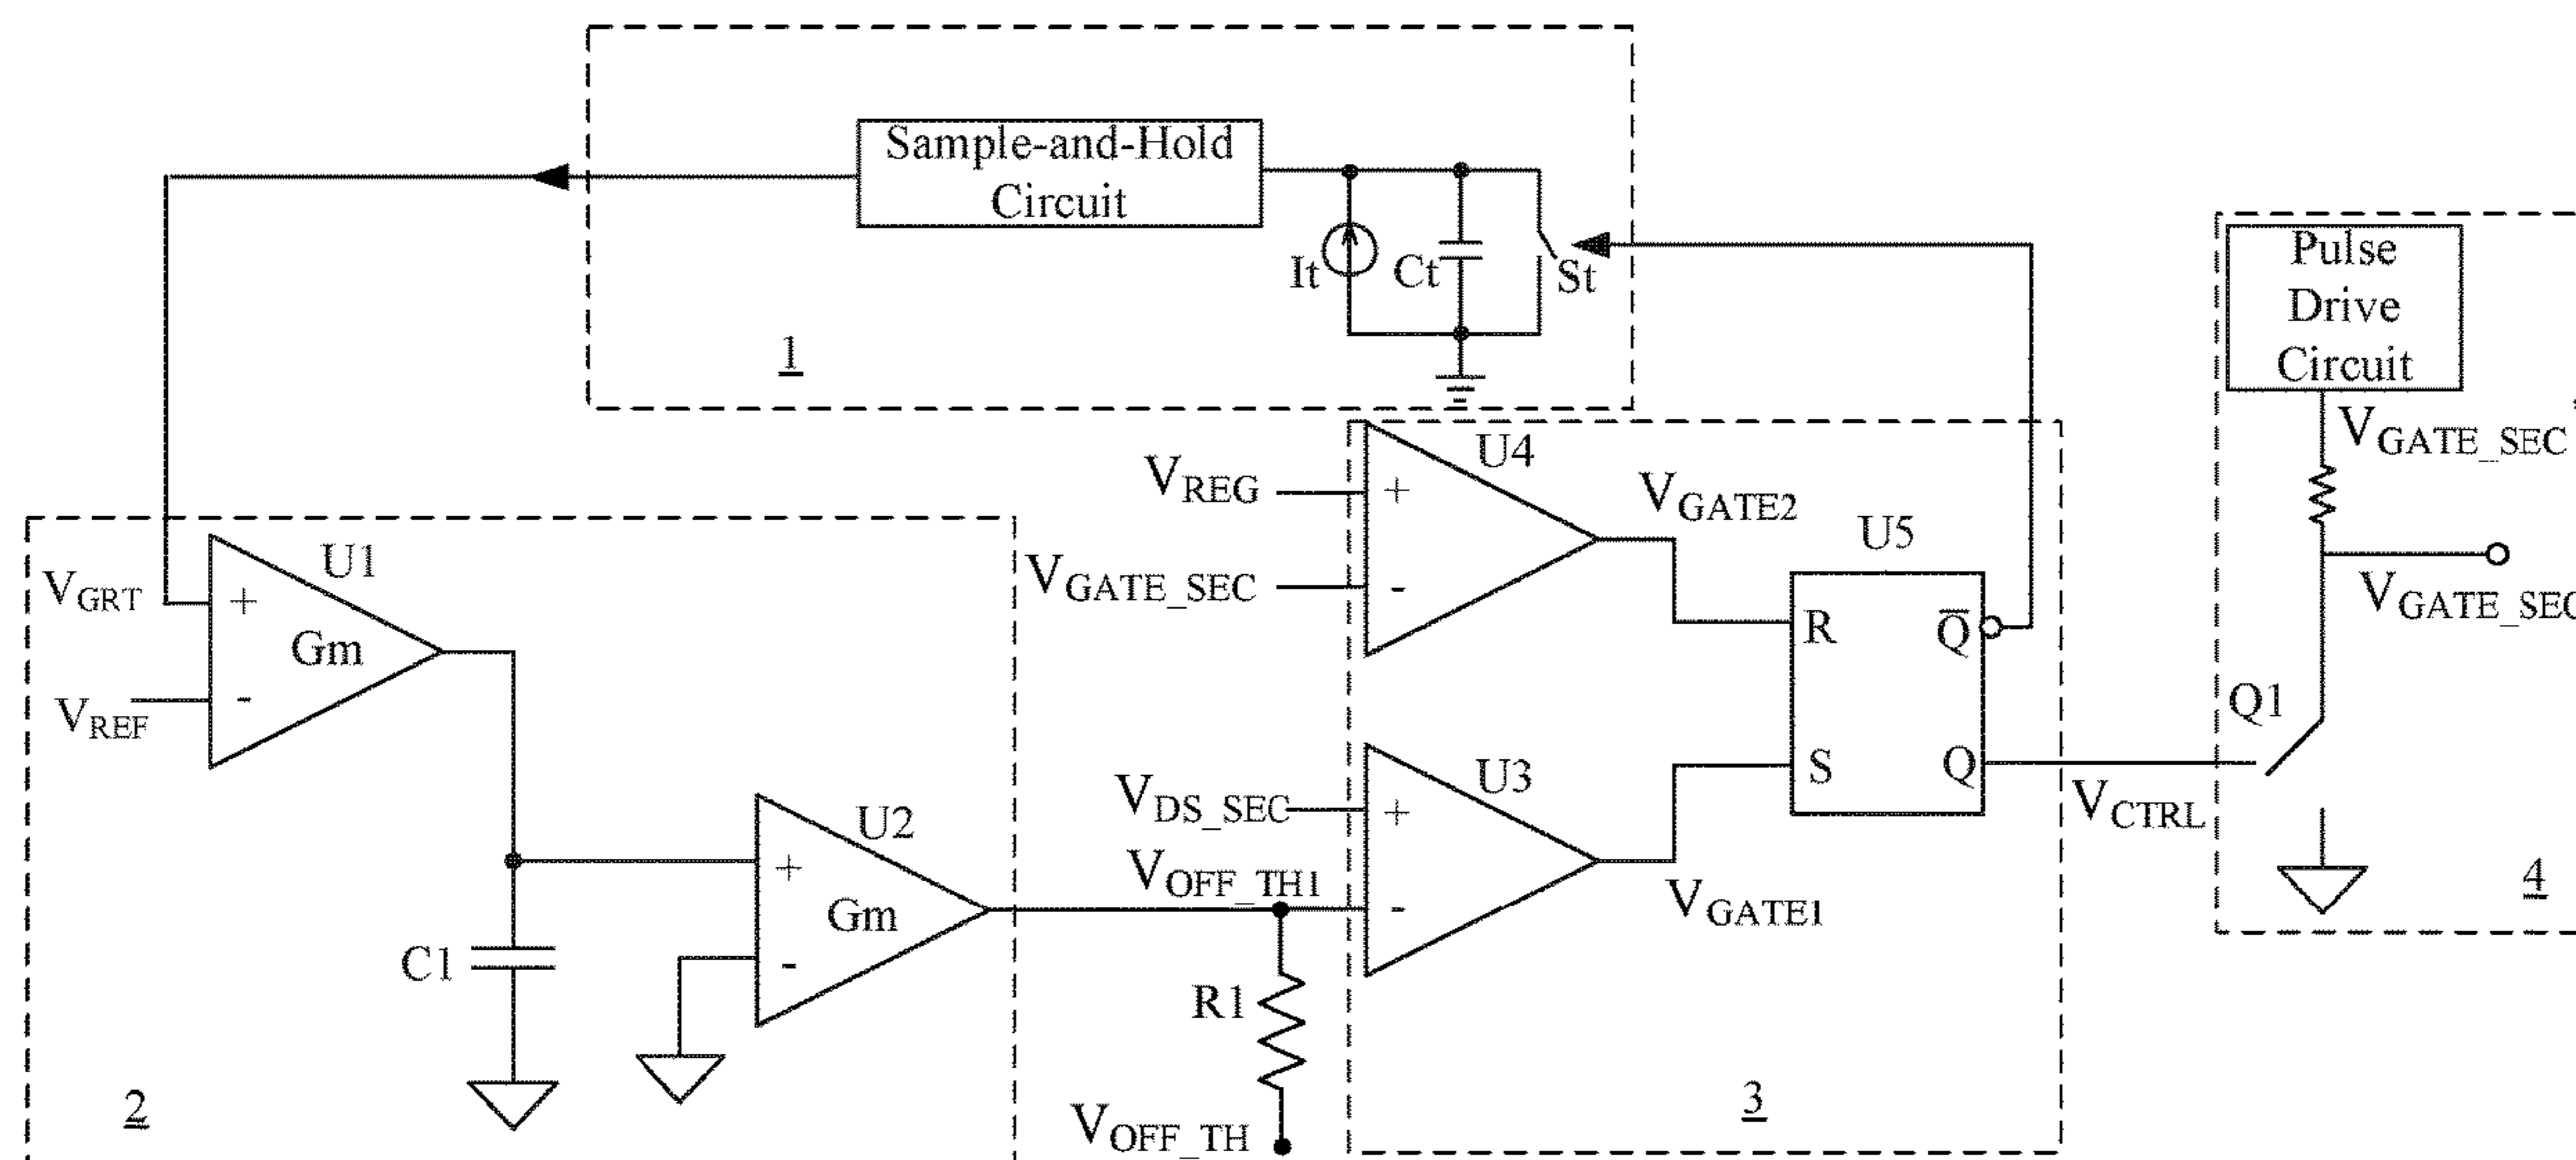 Sample-and-Hold
Circuit
It
Ct
St
1
Pulse
Drive
Circuit
VGATE_SEC
VGATE_SEC
Q1
4
VREG
VGATE_SEC
+
-
U4
VGATE2
U5
R
Q̅
S
Q
VCTRL
VGRT
VREF
+
-
U1
Gm
C1
+
-
U2
Gm
2
VDS_SEC
VOFF_TH1
+
-
U3
VGATE1
R1
VOFF_TH
3